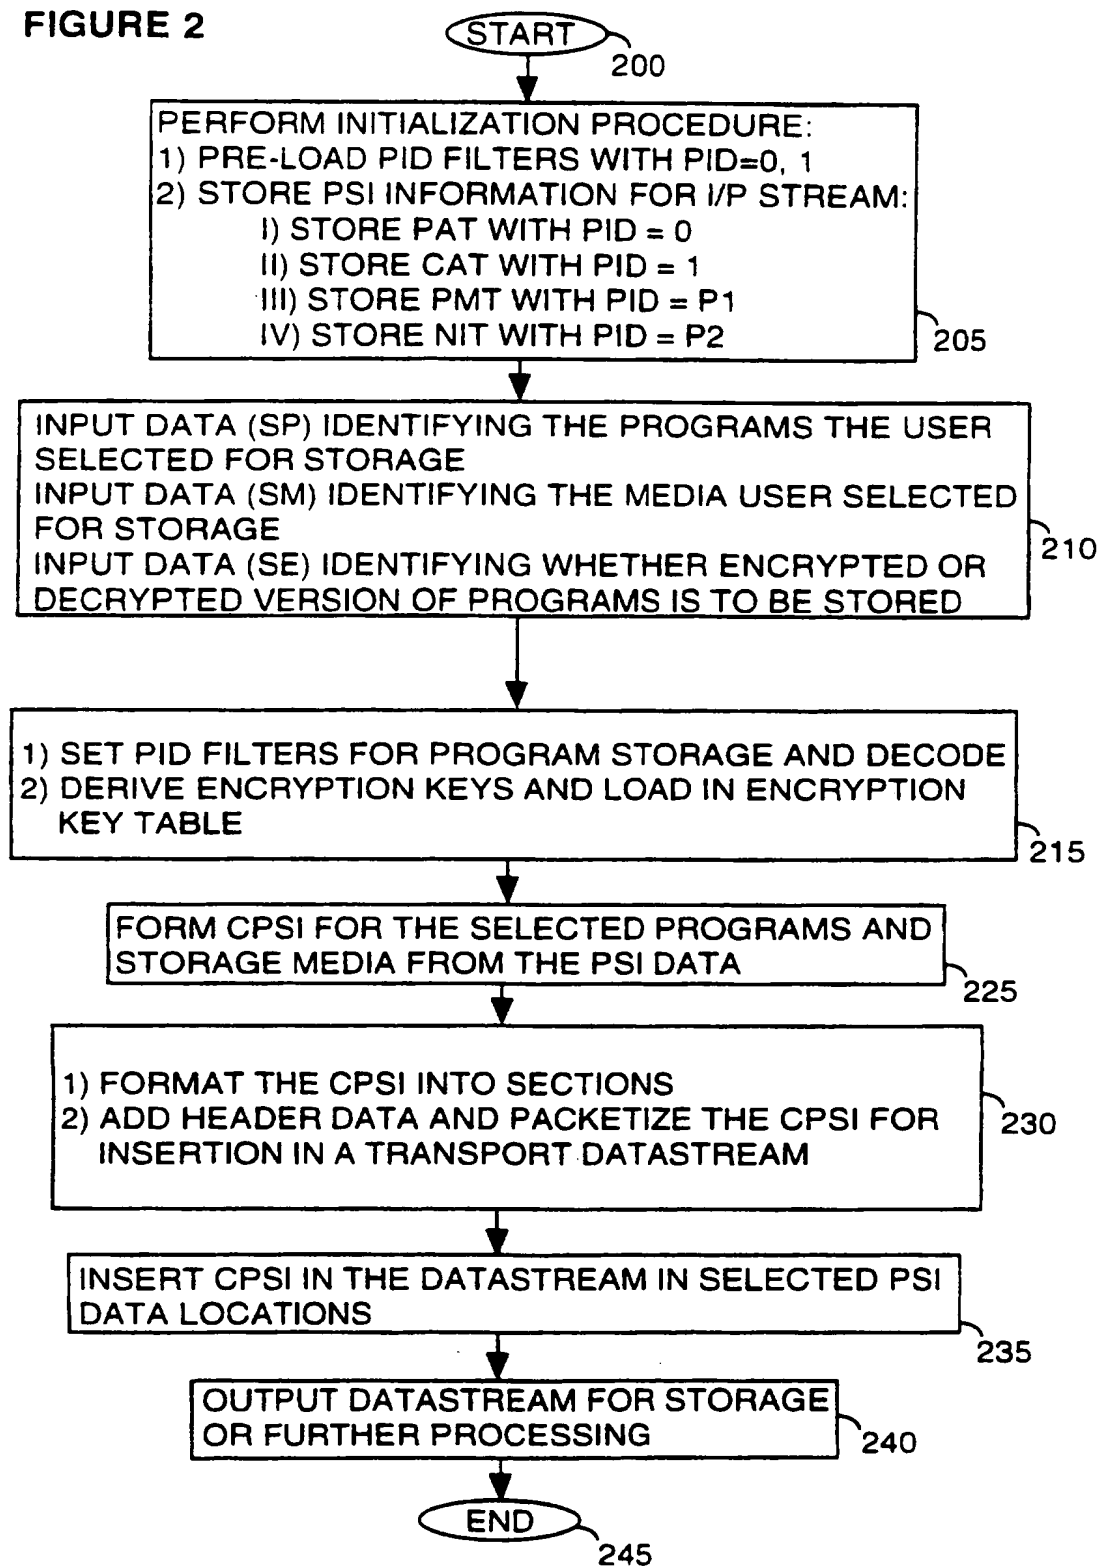 FIGURE 2
START
200
PERFORM INITIALIZATION PROCEDURE:
1) PRE-LOAD PID FILTERS WITH PID=0, 1
2) STORE PSI INFORMATION FOR I/P STREAM:
I) STORE PAT WITH PID = 0
II) STORE CAT WITH PID = 1
III) STORE PMT WITH PID = P1
IV) STORE NIT WITH PID = P2
205
INPUT DATA (SP) IDENTIFYING THE PROGRAMS THE USER
SELECTED FOR STORAGE
INPUT DATA (SM) IDENTIFYING THE MEDIA USER SELECTED
FOR STORAGE
INPUT DATA (SE) IDENTIFYING WHETHER ENCRYPTED OR
DECRYPTED VERSION OF PROGRAMS IS TO BE STORED
210
1) SET PID FILTERS FOR PROGRAM STORAGE AND DECODE
2) DERIVE ENCRYPTION KEYS AND LOAD IN ENCRYPTION
KEY TABLE
215
FORM CPSI FOR THE SELECTED PROGRAMS AND
STORAGE MEDIA FROM THE PSI DATA
225
1) FORMAT THE CPSI INTO SECTIONS
2) ADD HEADER DATA AND PACKETIZE THE CPSI FOR
INSERTION IN A TRANSPORT DATASTREAM
230
INSERT CPSI IN THE DATASTREAM IN SELECTED PSI
DATA LOCATIONS
235
OUTPUT DATASTREAM FOR STORAGE
OR FURTHER PROCESSING
240
END
245